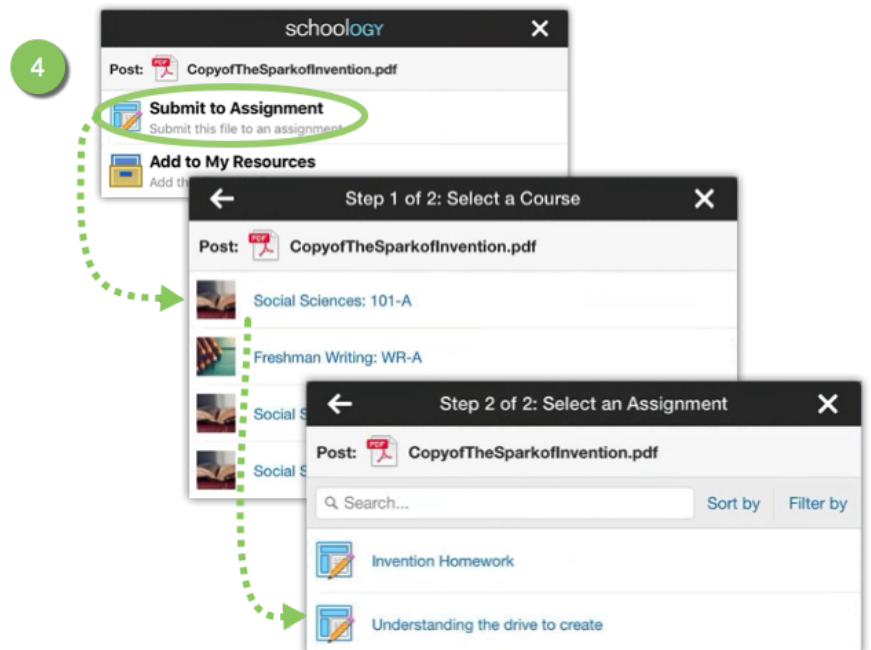 4
schoology
Post: CopyofTheSparkofInvention.pdf
Submit to Assignment
Submit this file to an assignment
Add to My Resources
Add
Step 1 of 2: Select a Course
Post: CopyofTheSparkofInvention.pdf
Social Sciences: 101-A
Freshman Writing: WR-A
Social S
Social S
Step 2 of 2: Select an Assignment
Post: CopyofTheSparkofInvention.pdf
Search... Sort by Filter by
Invention Homework
Understanding the drive to create